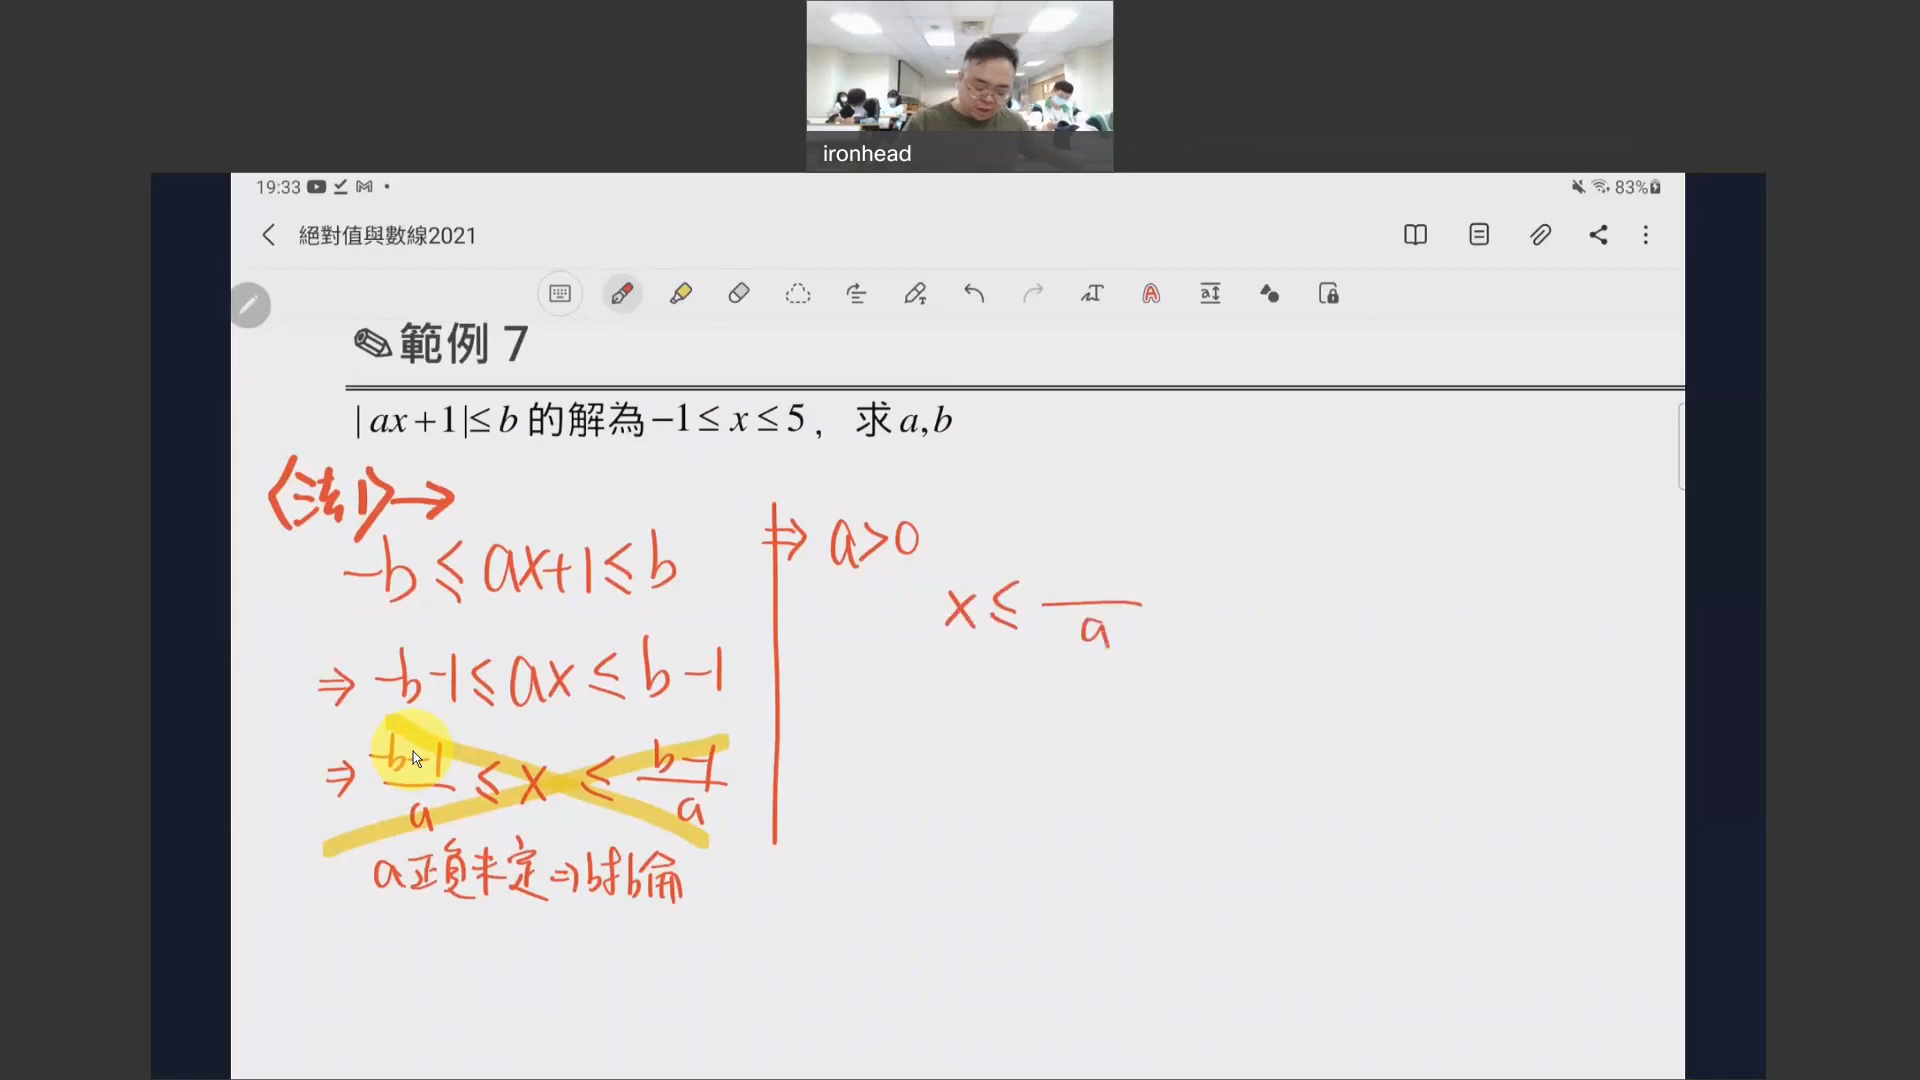 ironhead
19:33
83%
絕對值與數線2021
範例 7
|ax+1|≤b 的解為 −1≤x≤5，求 a,b
〈法1〉→
−b≤ax+1≤b
⇒ −b−1≤ax≤b−1
⇒ −b−1/a ≤ x ≤ b−1/a
a正負未定⇒討論
⇒ a>0
x≤ /a